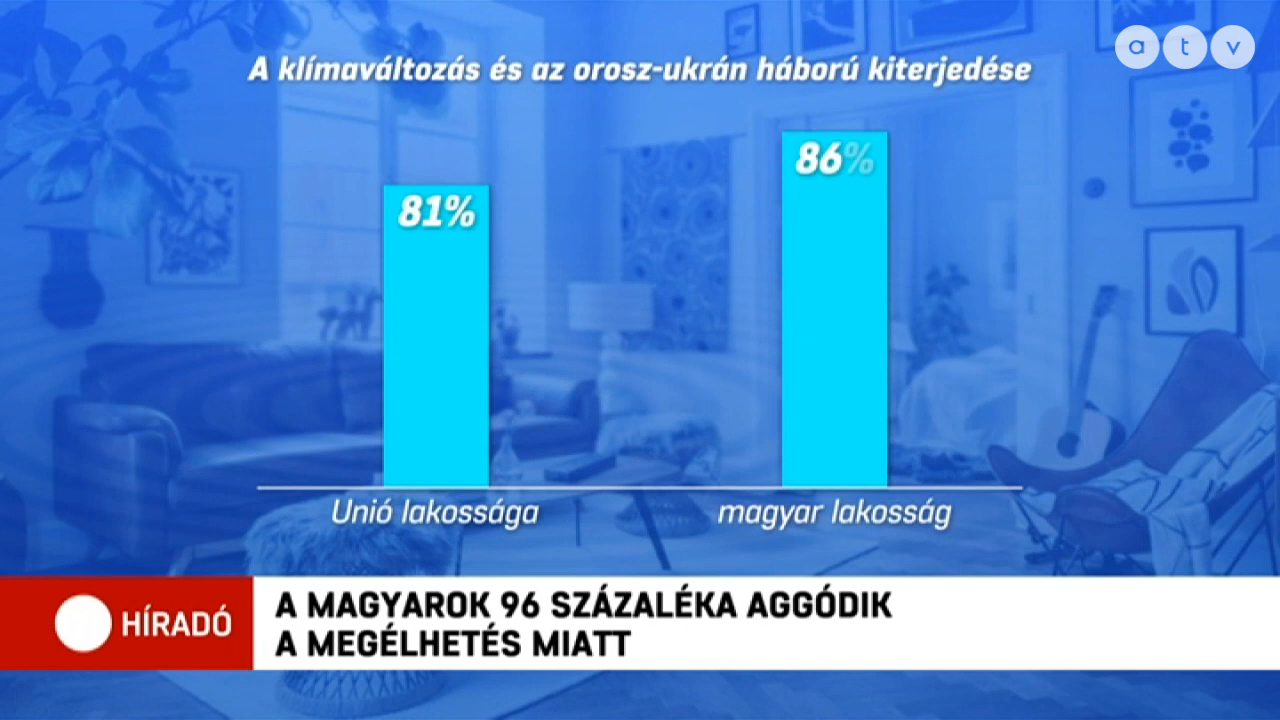 a t v
A klímaváltozás és az orosz-ukrán háború kiterjedése
81%
86%
Unió lakossága
magyar lakosság
HÍRADÓ
A MAGYAROK 96 SZÁZALÉKA AGGÓDIK
A MEGÉLHETÉS MIATT